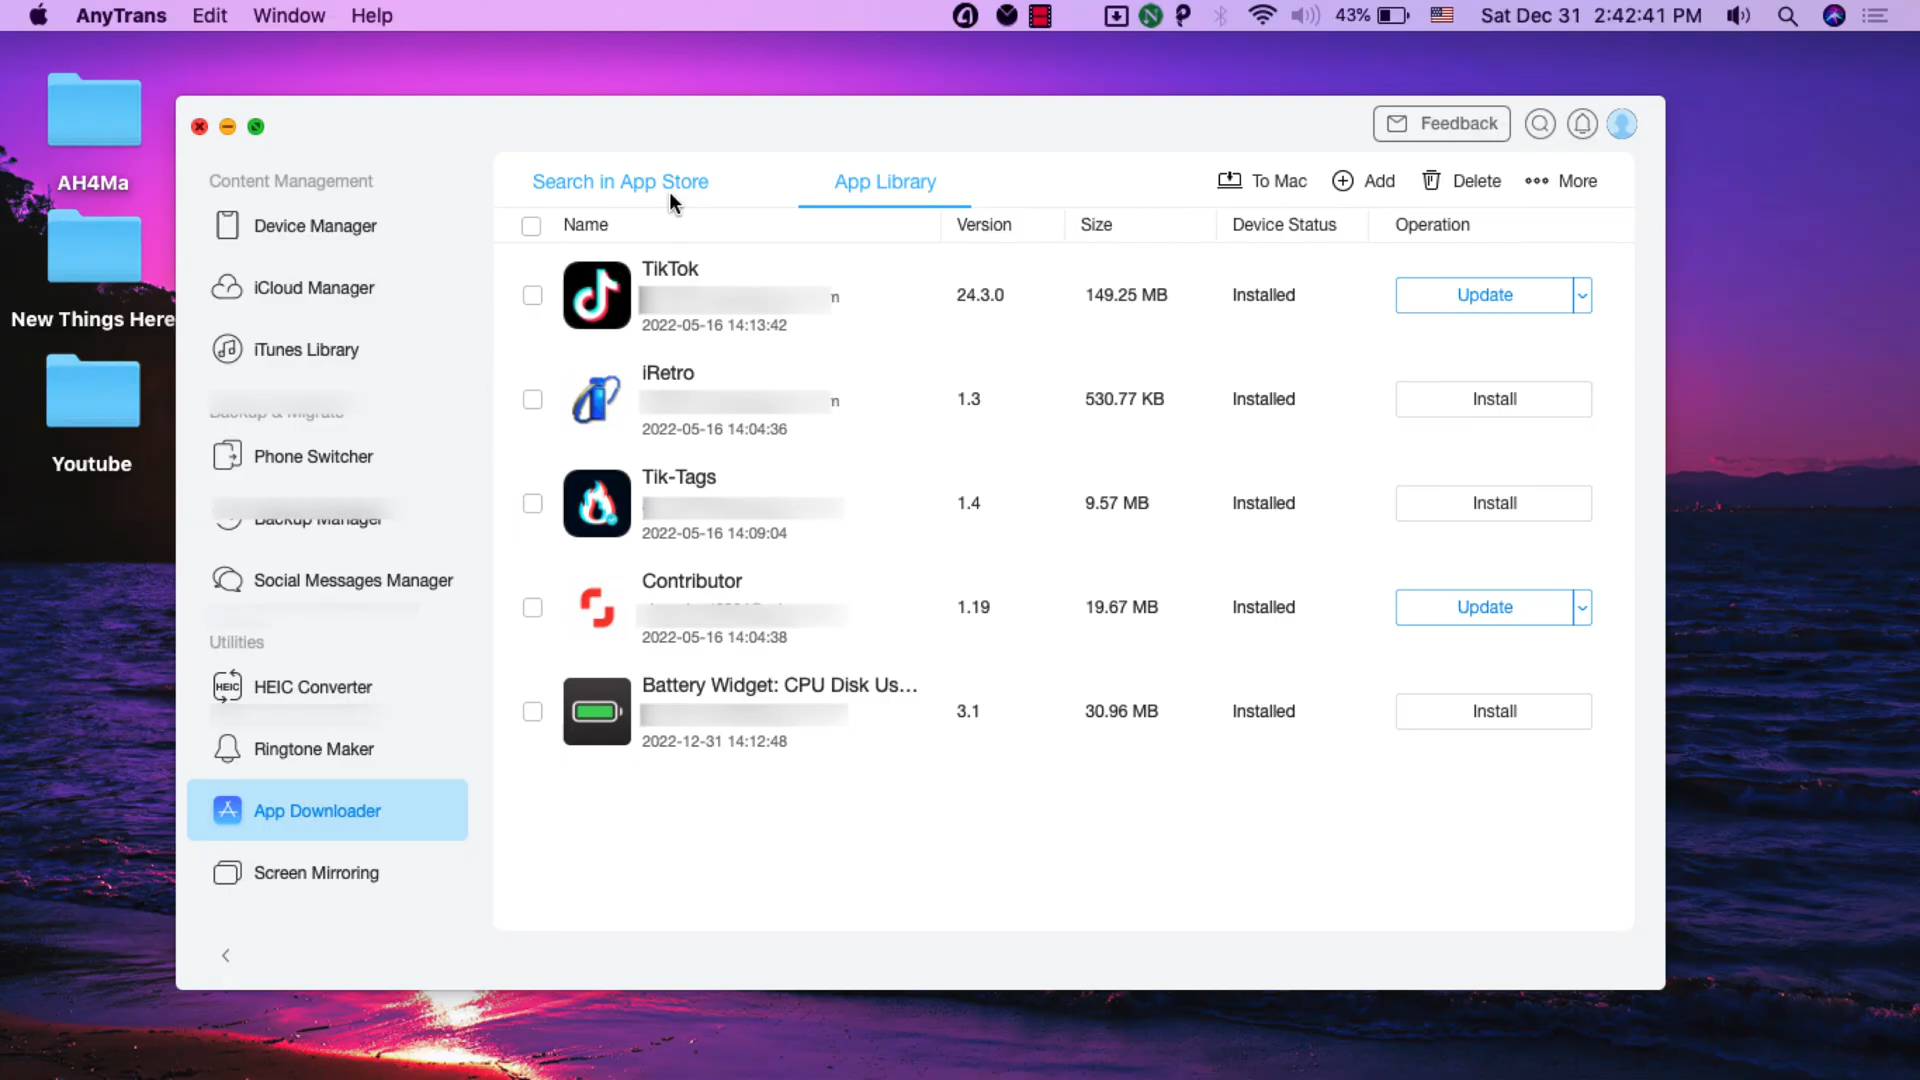 AnyTrans Edit Window Help
43% Sat Dec 31 2:42:41 PM
AH4Ma
New Things Here
Youtube
Feedback
Content Management
Device Manager
iCloud Manager
iTunes Library
Backup & Migrate
Phone Switcher
Backup Manager
Social Messages Manager
Utilities
HEIC
HEIC Converter
Ringtone Maker
App Downloader
Screen Mirroring
Search in App Store App Library To Mac Add Delete More
Name Version Size Device Status Operation
TikTok
2022-05-16 14:13:42
24.3.0 149.25 MB Installed Update
iRetro
2022-05-16 14:04:36
1.3 530.77 KB Installed Install
Tik-Tags
2022-05-16 14:09:04
1.4 9.57 MB Installed Install
Contributor
2022-05-16 14:04:38
1.19 19.67 MB Installed Update
Battery Widget: CPU Disk Us...
2022-12-31 14:12:48
3.1 30.96 MB Installed Install